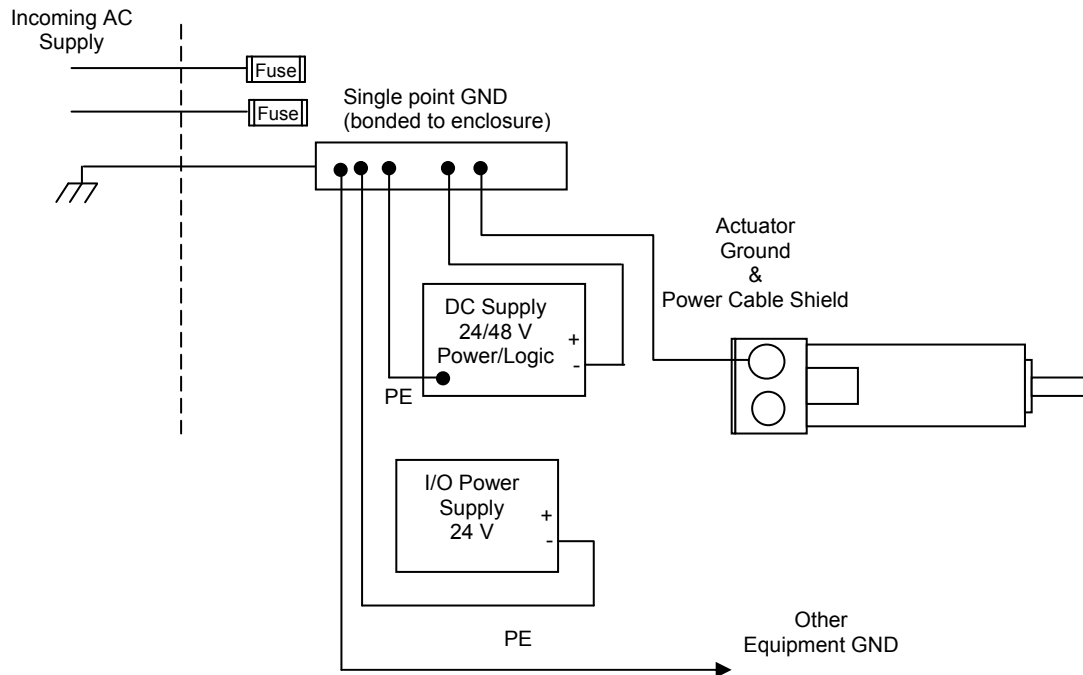 Incoming AC
Supply
Fuse
Fuse
Single point GND
(bonded to enclosure)
Actuator
Ground
&
Power Cable Shield
DC Supply
24/48 V
Power/Logic
+
-
PE
I/O Power
Supply
24 V
+
-
PE
Other
Equipment GND